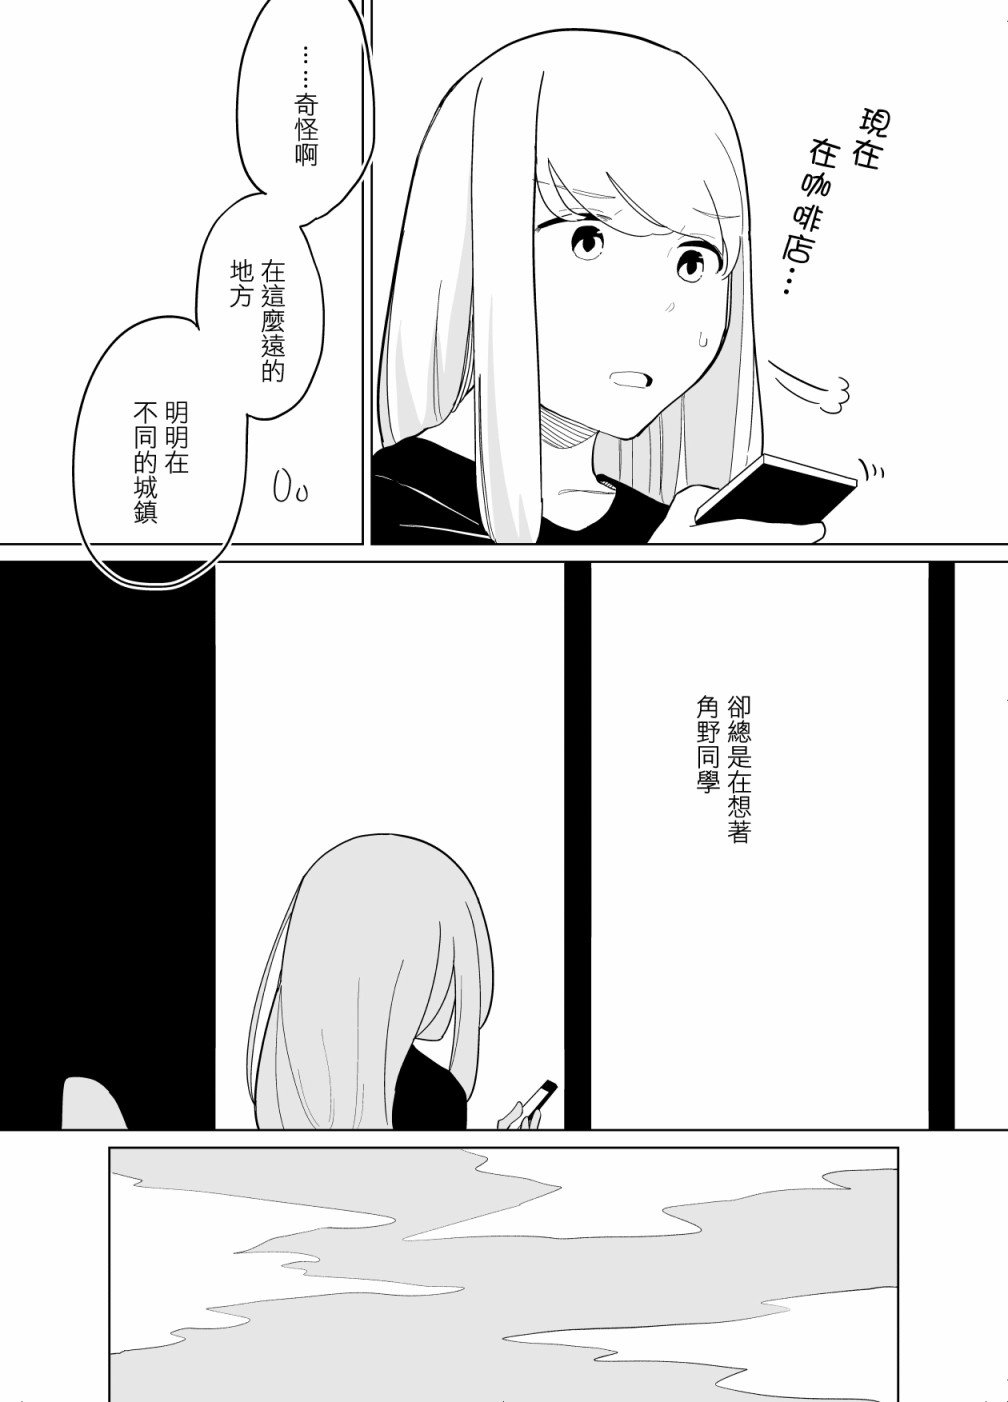 現在
在咖啡店…
……奇怪啊
在這麼遠的
地方
明明在
不同的城鎮
卻總是在想著
角野同學